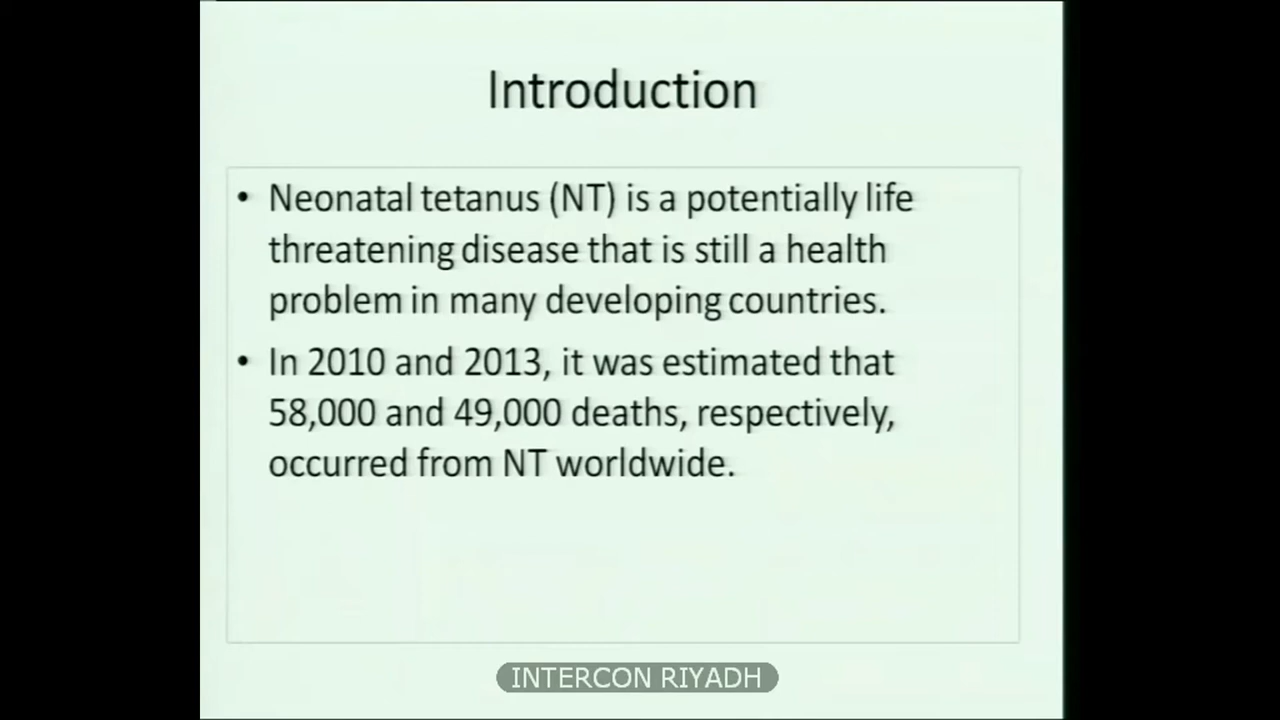 Introduction
• Neonatal tetanus (NT) is a potentially life
threatening disease that is still a health
problem in many developing countries.
• In 2010 and 2013, it was estimated that
58,000 and 49,000 deaths, respectively,
occurred from NT worldwide.
INTERCON RIYADH